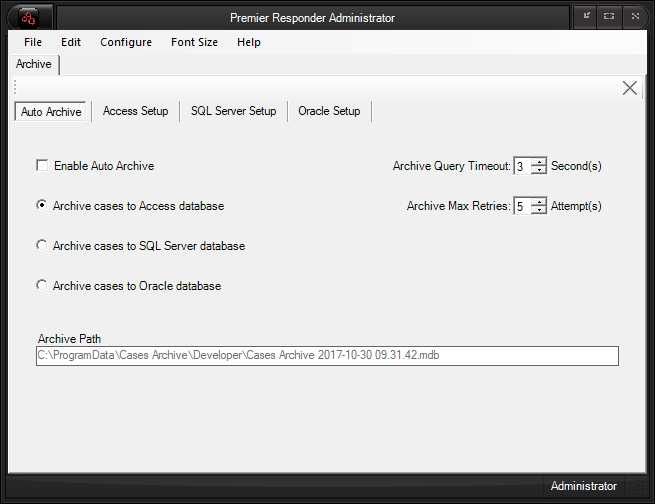 Premier Responder Administrator
File Edit Configure Font Size Help
Archive
Auto Archive Access Setup SQL Server Setup Oracle Setup
Enable Auto Archive Archive Query Timeout: 3 Second(s)
Archive cases to Access database Archive Max Retries: 5 Attempt(s)
Archive cases to SQL Server database
Archive cases to Oracle database
Archive Path
C:\ProgramData\Cases Archive\Developer\Cases Archive 2017-10-30 09.31.42.mdb
Administrator